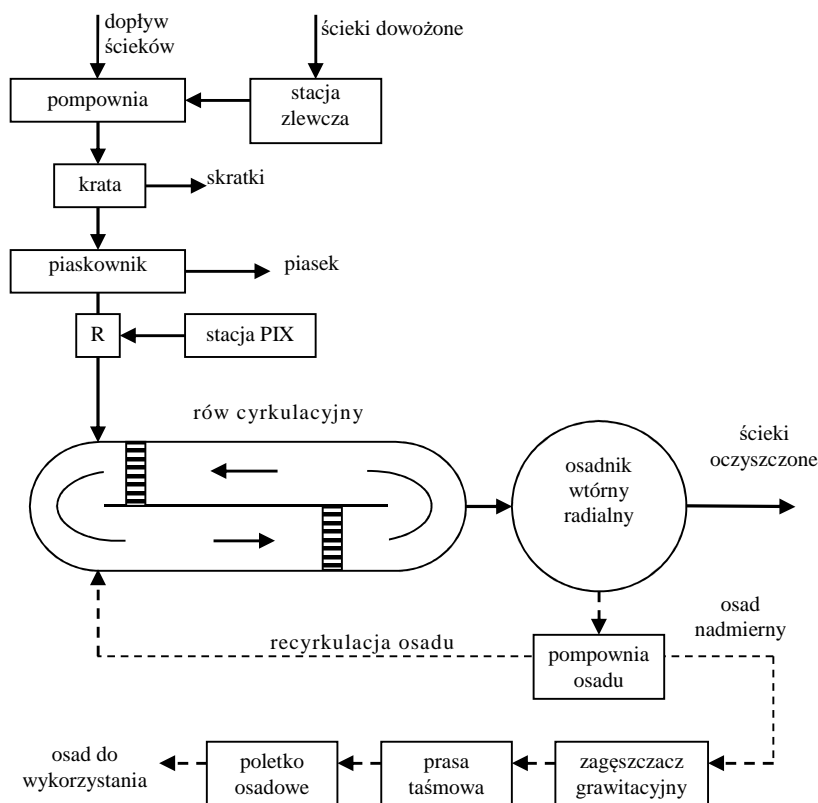 dopływ
ścieków
ścieki dowożone
pompownia
stacja
zlewcza
krata
skratki
piaskownik
piasek
R
stacja PIX
rów cyrkulacyjny
osadnik
wtórny
radialny
ścieki
oczyszczone
recyrkulacja osadu
pompownia
osadu
osad
nadmierny
osad do
wykorzystania
poletko
osadowe
prasa
taśmowa
zagęszczacz
grawitacyjny